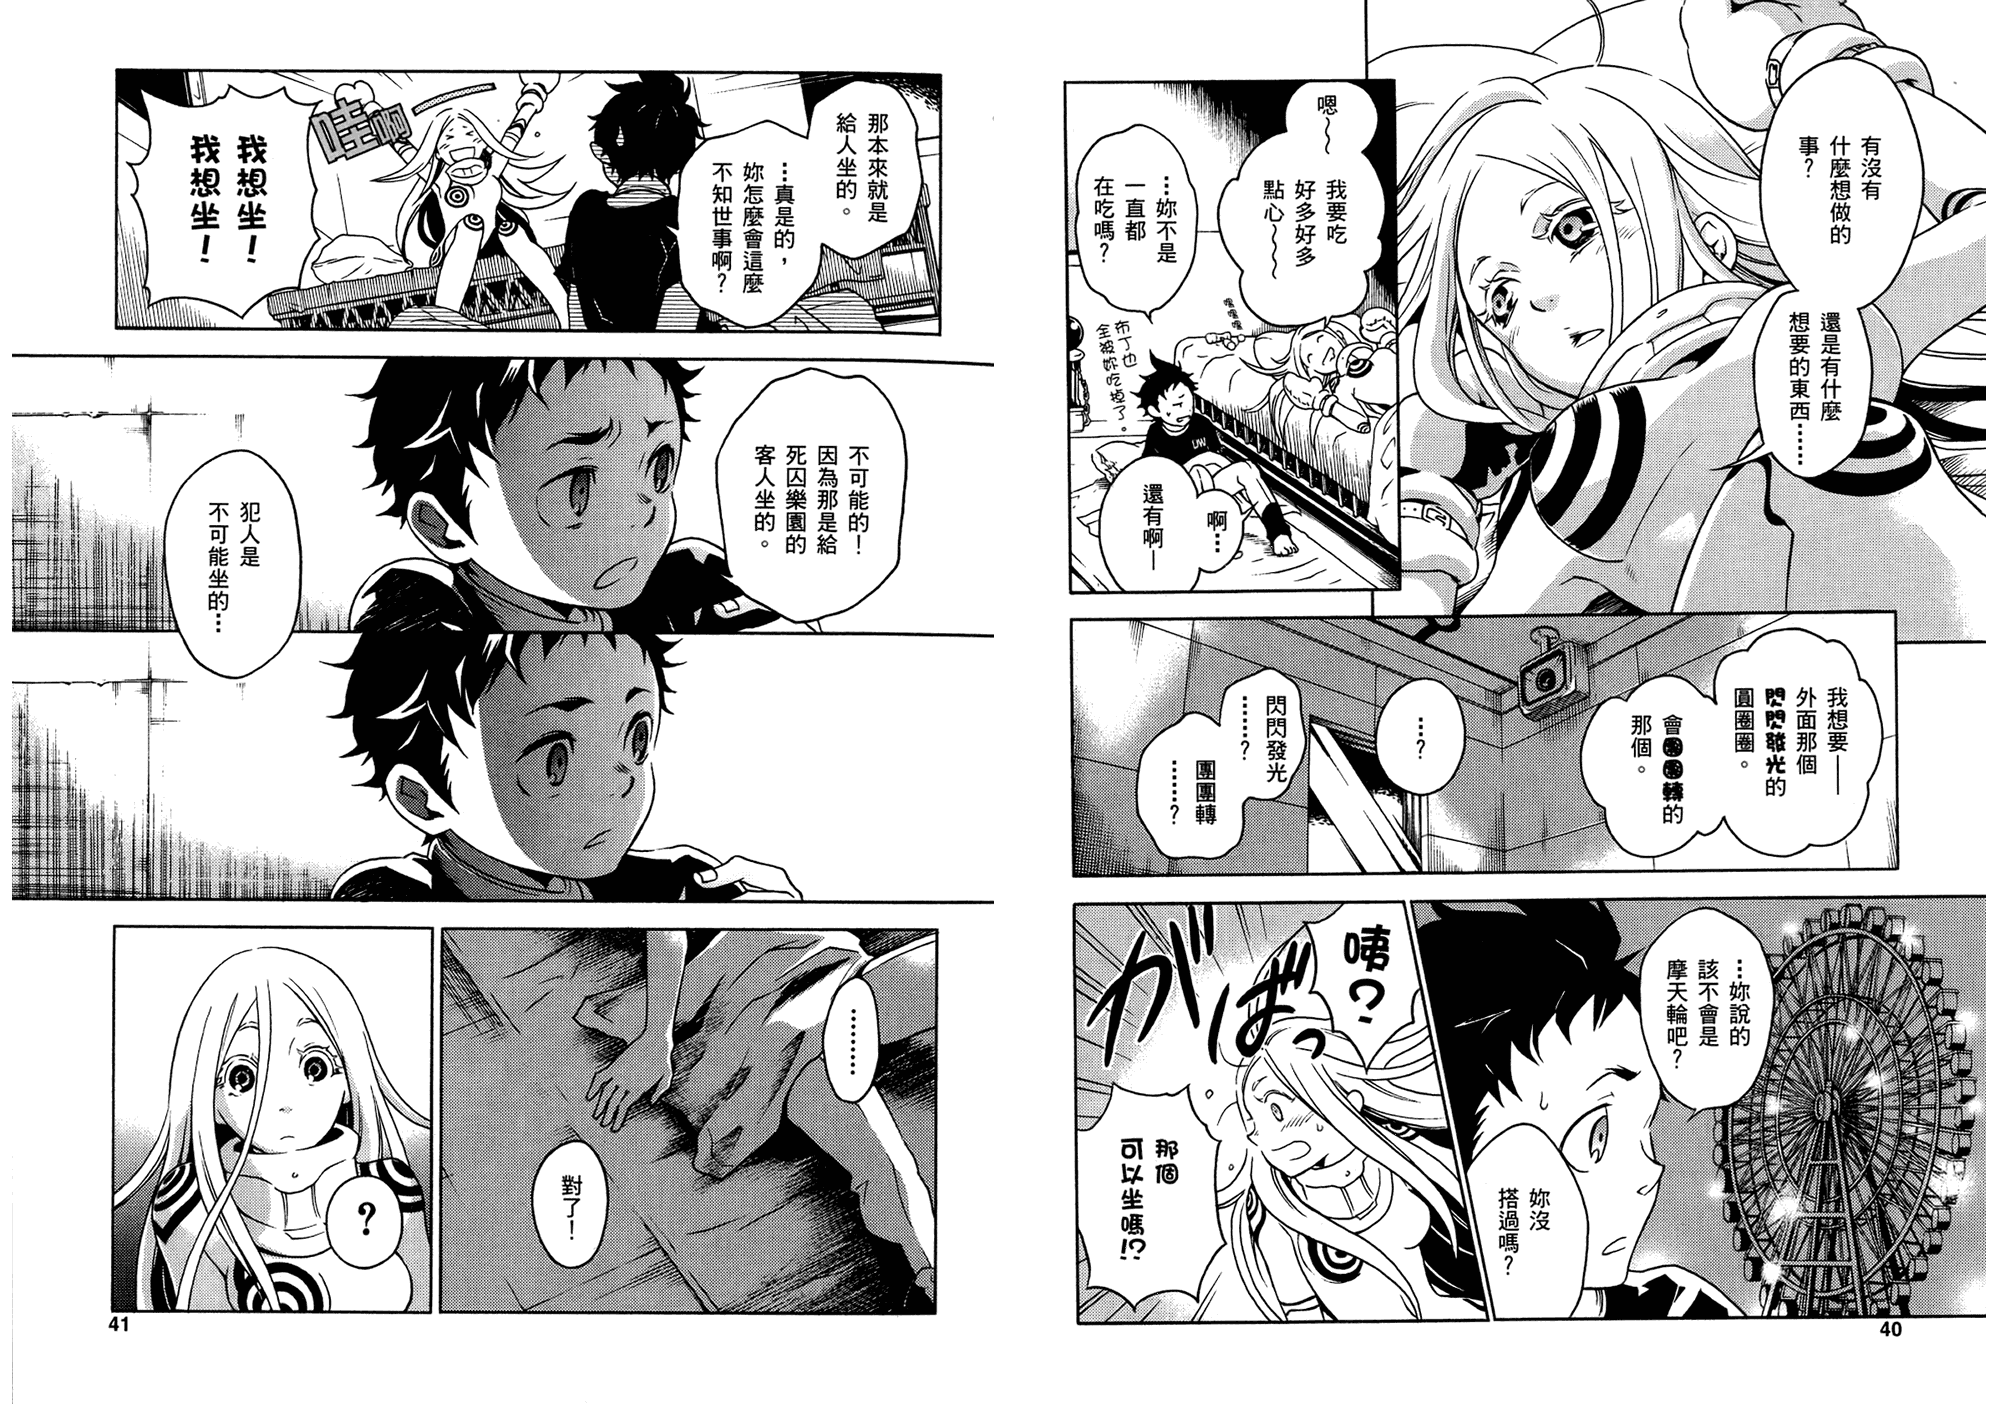 有沒有
什麼想做的
事？
還是有什麼
想要的東西……
嗯～
我要吃
好多好多
點心～～
…妳不是
一直都
在吃嗎？
嘿嘿嘿
布丁也
全被妳吃掉了。
啊…
還有啊—
UW
我想要——
外面那個
閃閃發光的
圓圈圈。
會團團轉的
那個。
…？
閃閃發光
……？
團團轉
……？
…妳說的
該不會是
摩天輪吧？
妳沒
搭過嗎？
咦？
がばっ
那個
可以坐嗎!?
40
那本來就是
給人坐的。
…真是的，
妳怎麼會這麼
不知世事啊？
哇啊——
我想坐！
我想坐！
不可能的！
因為那是給
死囚樂園的
客人坐的。
犯人是
不可能坐的…
………
對了！
？
41